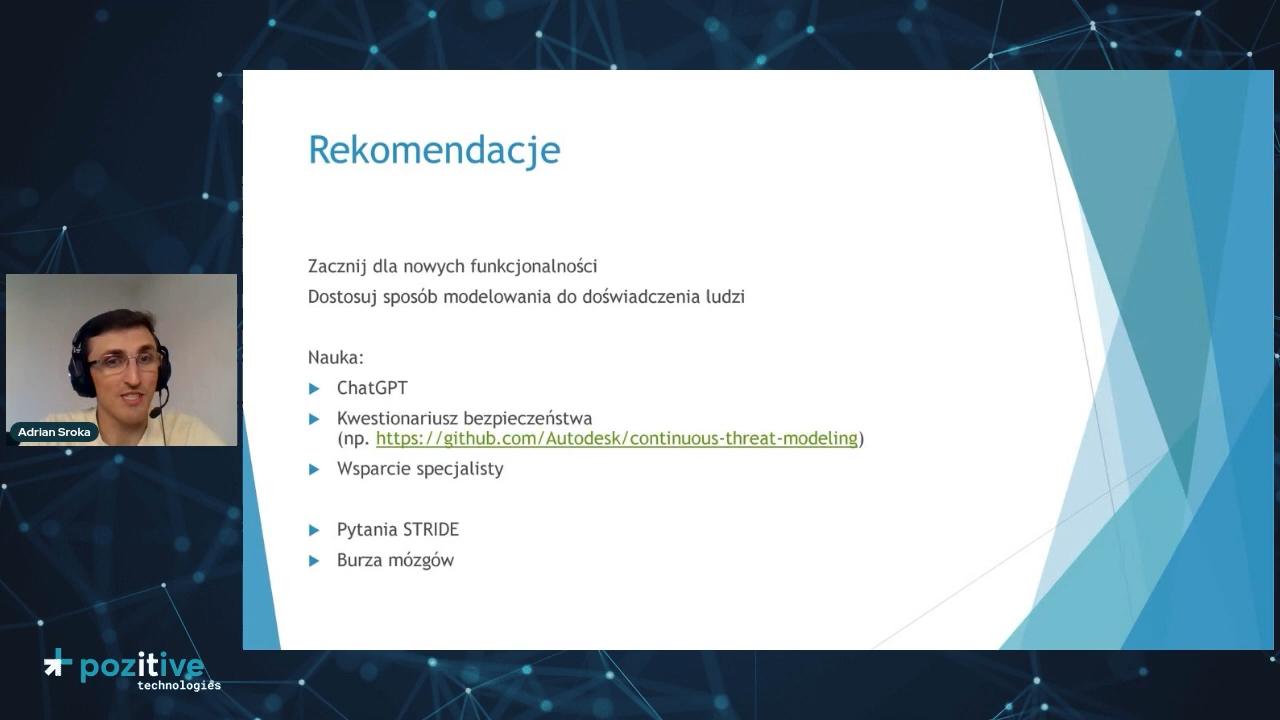 Rekomendacje
Zacznij dla nowych funkcjonalności
Dostosuj sposób modelowania do doświadczenia ludzi
Nauka:
ChatGPT
Kwestionariusz bezpieczeństwa
(np. https://github.com/Autodesk/continuous-threat-modeling)
Wsparcie specjalisty
Pytania STRIDE
Burza mózgów
Adrian Sroka
pozitive
technologies